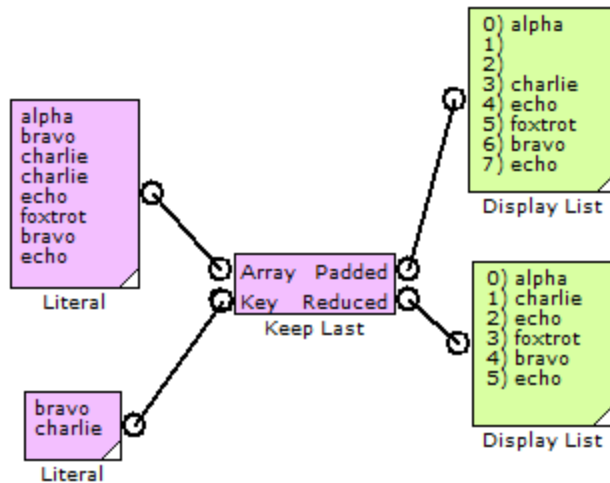 alpha
bravo
charlie
charlie
echo
foxtrot
bravo
echo
Literal
bravo
charlie
Literal
Array Padded
Key Reduced
Keep Last
0) alpha
1)
2)
3) charlie
4) echo
5) foxtrot
6) bravo
7) echo
Display List
0) alpha
1) charlie
2) echo
3) foxtrot
4) bravo
5) echo
Display List